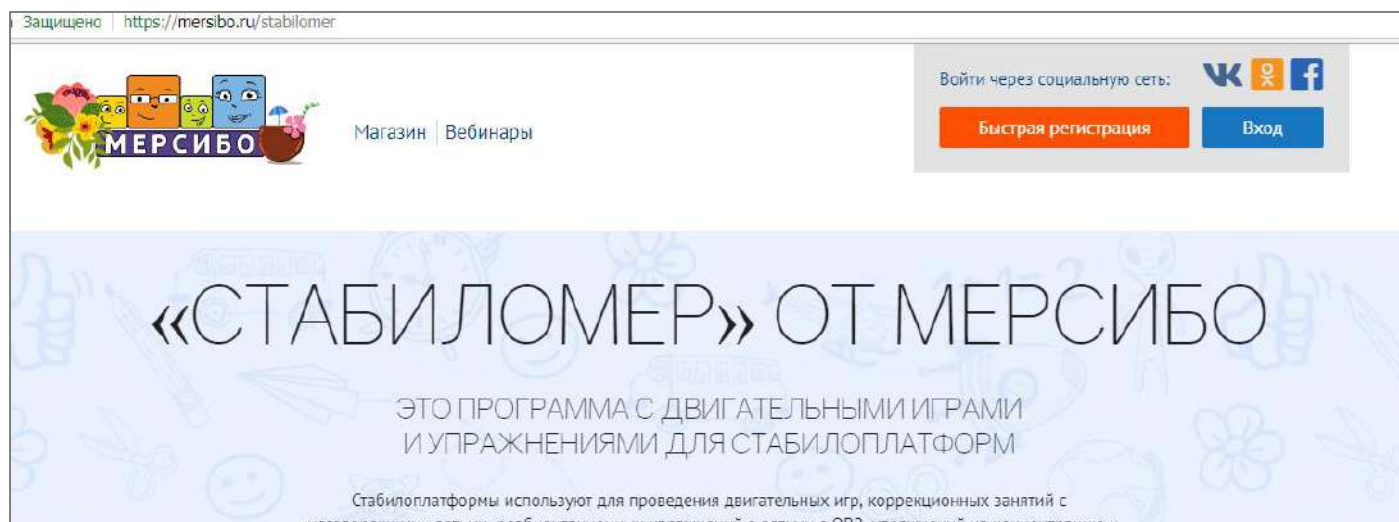 Защищено | https://mersibo.ru/stabilomer
Войти через социальную сеть:
МЕРСИБО
Магазин | Вебинары
Быстрая регистрация
Вход
«СТАБИЛОМЕР» ОТ МЕРСИБО
ЭТО ПРОГРАММА С ДВИГАТЕЛЬНЫМИ ИГРАМИ
И УПРАЖНЕНИЯМИ ДЛЯ СТАБИЛОПЛАТФОРМ
Стабилоплатформы используют для проведения двигательных игр, коррекционных занятий с